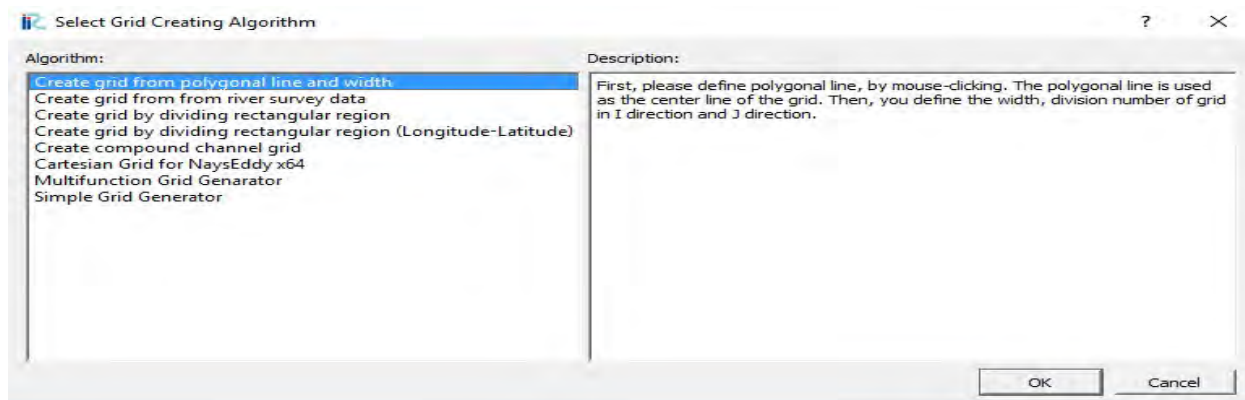 iRC Select Grid Creating Algorithm ? ×
Algorithm:
Create grid from polygonal line and width
Create grid from from river survey data
Create grid by dividing rectangular region
Create grid by dividing rectangular region (Longitude-Latitude)
Create compound channel grid
Cartesian Grid for NaysEddy x64
Multifunction Grid Genarator
Simple Grid Generator
Description:
First, please define polygonal line, by mouse-clicking. The polygonal line is used
as the center line of the grid. Then, you define the width, division number of grid
in I direction and J direction.
OK Cancel